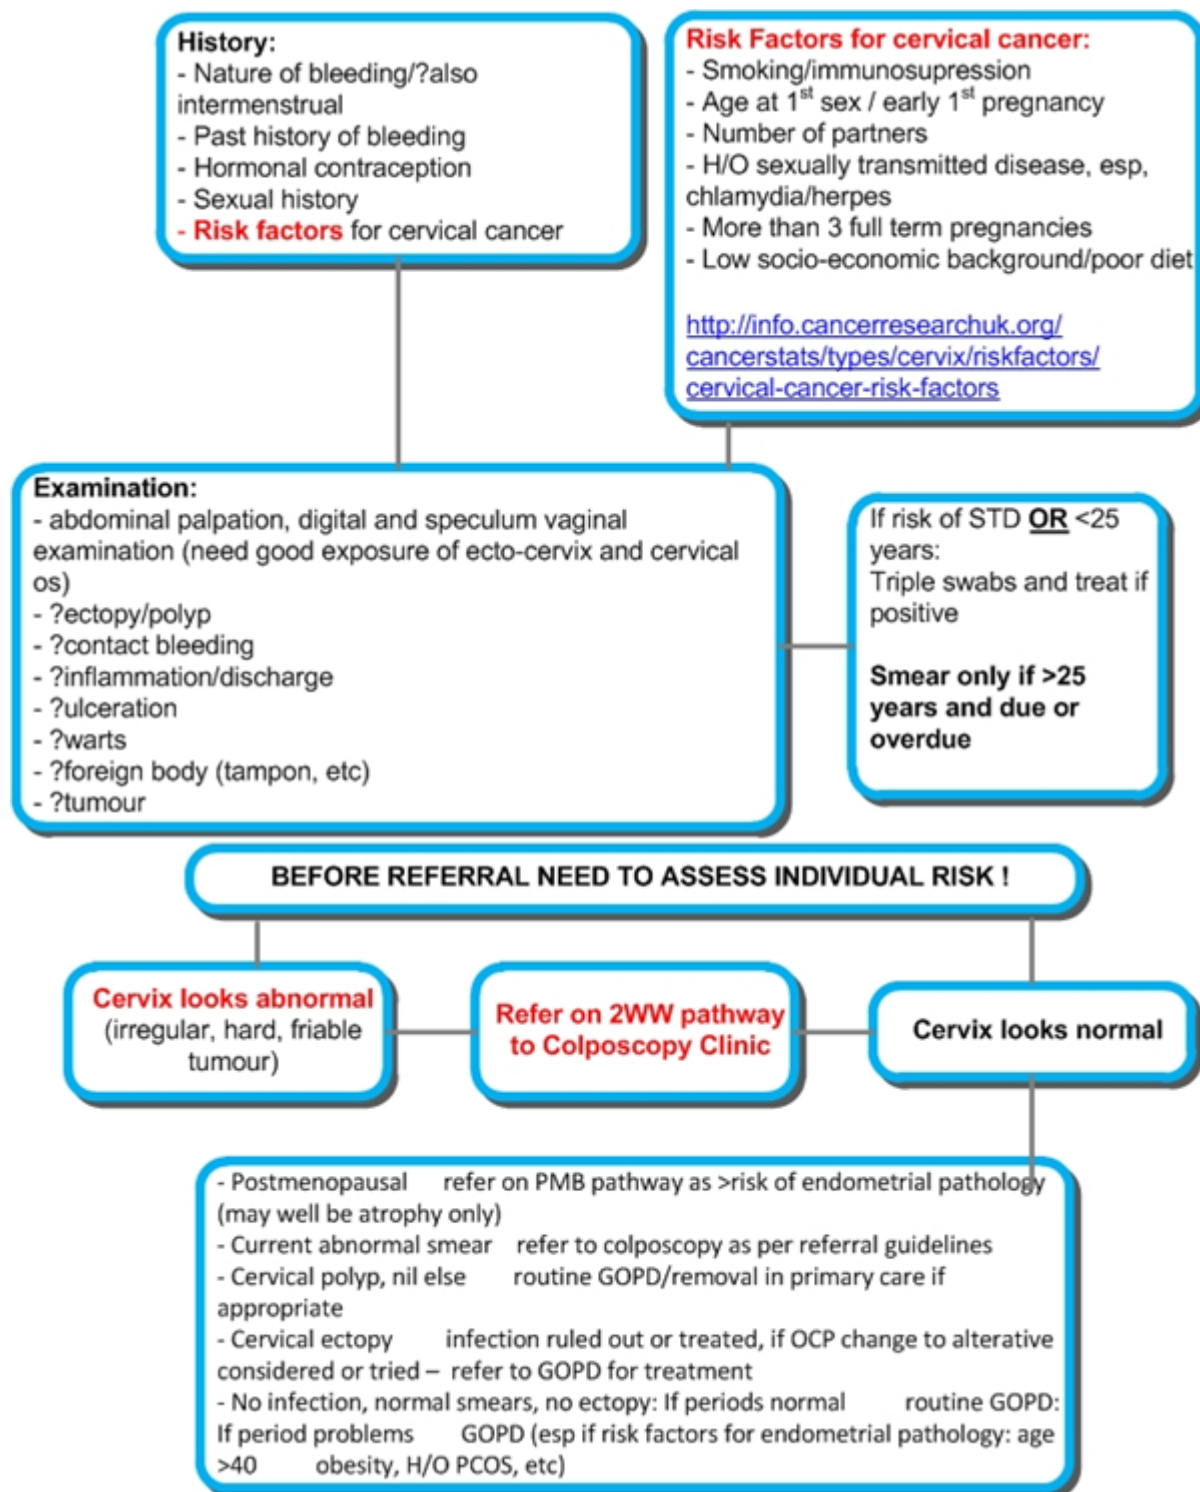 History:
- Nature of bleeding/?also
intermenstrual
- Past history of bleeding
- Hormonal contraception
- Sexual history
- Risk factors for cervical cancer
Risk Factors for cervical cancer:
- Smoking/immunosupression
- Age at 1st sex / early 1st pregnancy
- Number of partners
- H/O sexually transmitted disease, esp,
chlamydia/herpes
- More than 3 full term pregnancies
- Low socio-economic background/poor diet
http://info.cancerresearchuk.org/
cancerstats/types/cervix/riskfactors/
cervical-cancer-risk-factors
Examination:
- abdominal palpation, digital and speculum vaginal
examination (need good exposure of ecto-cervix and cervical
os)
- ?ectopy/polyp
- ?contact bleeding
- ?inflammation/discharge
- ?ulceration
- ?warts
- ?foreign body (tampon, etc)
- ?tumour
If risk of STD OR <25
years:
Triple swabs and treat if
positive
Smear only if >25
years and due or
overdue
BEFORE REFERRAL NEED TO ASSESS INDIVIDUAL RISK !
Cervix looks abnormal
(irregular, hard, friable
tumour)
Refer on 2WW pathway
to Colposcopy Clinic
Cervix looks normal
- Postmenopausal refer on PMB pathway as >risk of endometrial pathology
(may well be atrophy only)
- Current abnormal smear refer to colposcopy as per referral guidelines
- Cervical polyp, nil else routine GOPD/removal in primary care if
appropriate
- Cervical ectopy infection ruled out or treated, if OCP change to alterative
considered or tried – refer to GOPD for treatment
- No infection, normal smears, no ectopy: If periods normal routine GOPD:
If period problems GOPD (esp if risk factors for endometrial pathology: age
>40 obesity, H/O PCOS, etc)